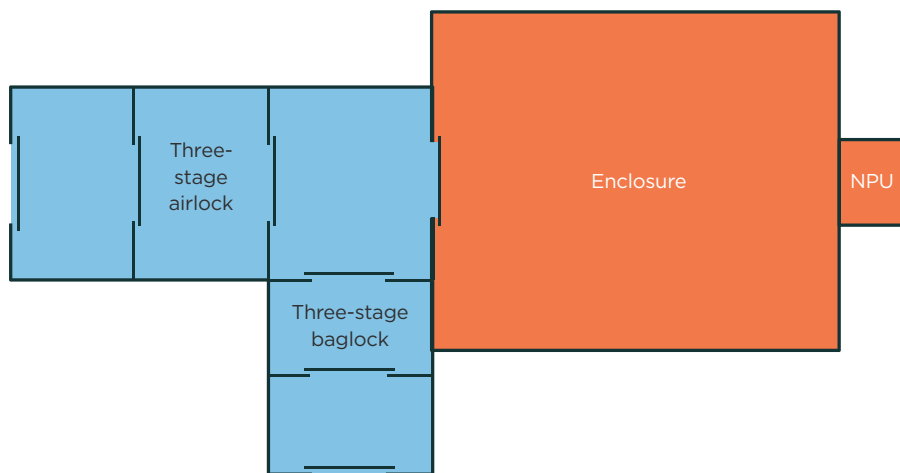 Three-
stage
airlock
Enclosure
NPU
Three-stage
baglock